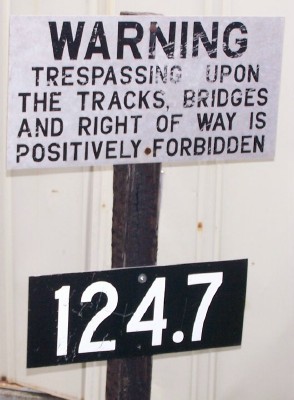 WARNING
TRESPASSING UPON
THE TRACKS, BRIDGES
AND RIGHT OF WAY IS
POSITIVELY FORBIDDEN
124.7